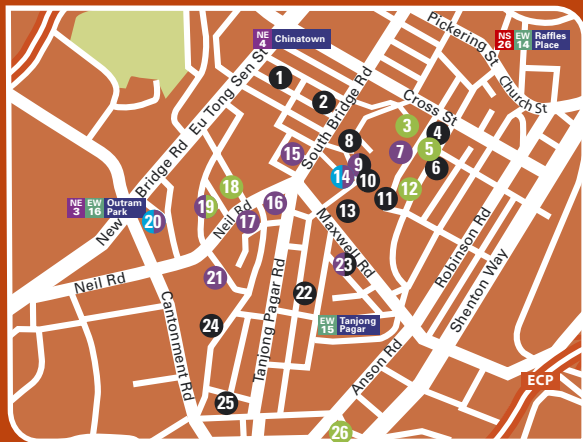 Pickering St
NE
4
Chinatown
NS
26
EW
14
Raffles
Place
Church St
Eu Tong Sen St
South Bridge Rd
Cross St
1
2
3
4
5
6
7
8
9
10
11
12
13
14
15
16
17
18
19
20
21
22
23
24
25
26
NE
3
EW
16
Outram
Park
New Bridge Rd
Neil Rd
Neil Rd
Maxwell Rd
Robinson Rd
Shenton Way
Cantonment Rd
Tanjong Pagar Rd
EW
15
Tanjong
Pagar
Anson Rd
ECP